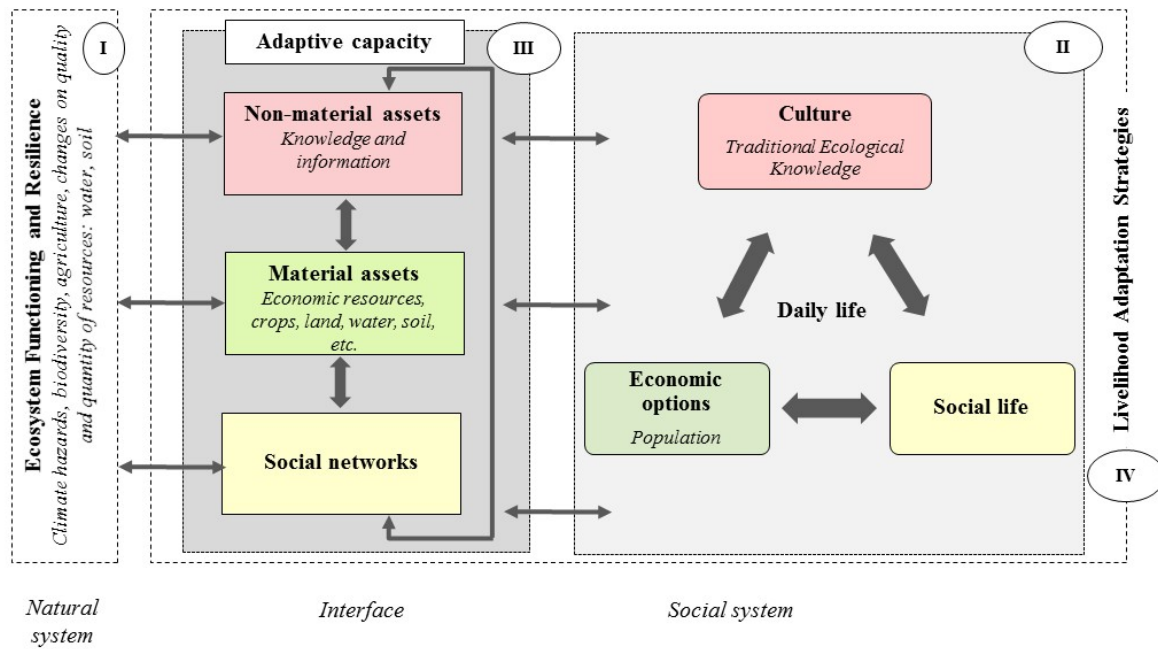 Ecosystem Functioning and Resilience
Climate hazards, biodiversity, agriculture, changes on quality
and quantity of resources: water, soil
I
Adaptive capacity
III
Non-material assets
Knowledge and
information
Material assets
Economic resources,
crops, land, water, soil,
etc.
Social networks
II
Culture
Traditional Ecological
Knowledge
Daily life
Economic
options
Population
Social life
Livelihood Adaptation Strategies
IV
Natural
system
Interface
Social system